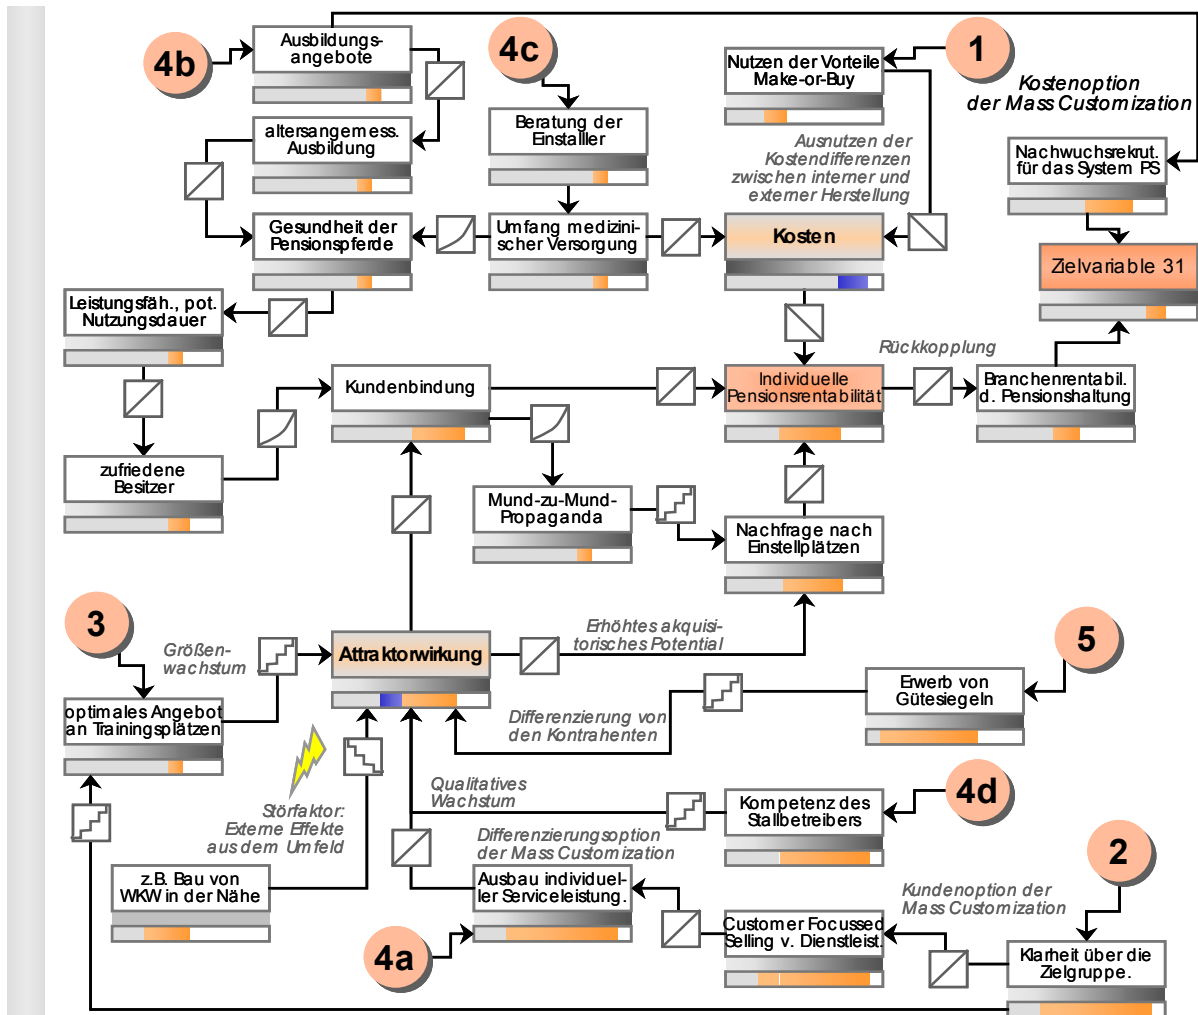 4b
Ausbildungs-
angebote
4c
Nutzen der Vorteile
Make-or-Buy
1
Kostenoption
der Mass Customization
altersangemess.
Ausbildung
Beratung der
Einstalller
Ausnutzen der
Kostendifferenzen
zwischen interner und
externer Herstellung
Nachwuchsrekrut.
für das System PS
Gesundheit der
Pensionspferde
Umfang medizini-
scher Versorgung
Kosten
Zielvariable 31
Leistungsfäh., pot.
Nutzungsdauer
Kundenbindung
Individuelle
Pensionsrentabilität
Rückkopplung
Branchenrentabil.
d. Pensionshaltung
zufriedene
Besitzer
Mund-zu-Mund-
Propaganda
Nachfrage nach
Einstellplätzen
3
Größen-
wachstum
Attraktorwirkung
Erhöhtes akquisi-
torisches Potential
5
optimales Angebot
an Trainingsplätzen
Differenzierung von
den Kontrahenten
Erwerb von
Gütesiegeln
Störfaktor:
Externe Effekte
aus dem Umfeld
Qualitatives
Wachstum
Kompetenz des
Stallbetreibers
4d
Differenzierungsoption
der Mass Customization
z.B. Bau von
WKW in der Nähe
Ausbau individuel-
ler Serviceleistung.
4a
Customer Focussed
Selling v. Dienstleist.
Kundenoption der
Mass Customization
2
Klarheit über die
Zielgruppe.